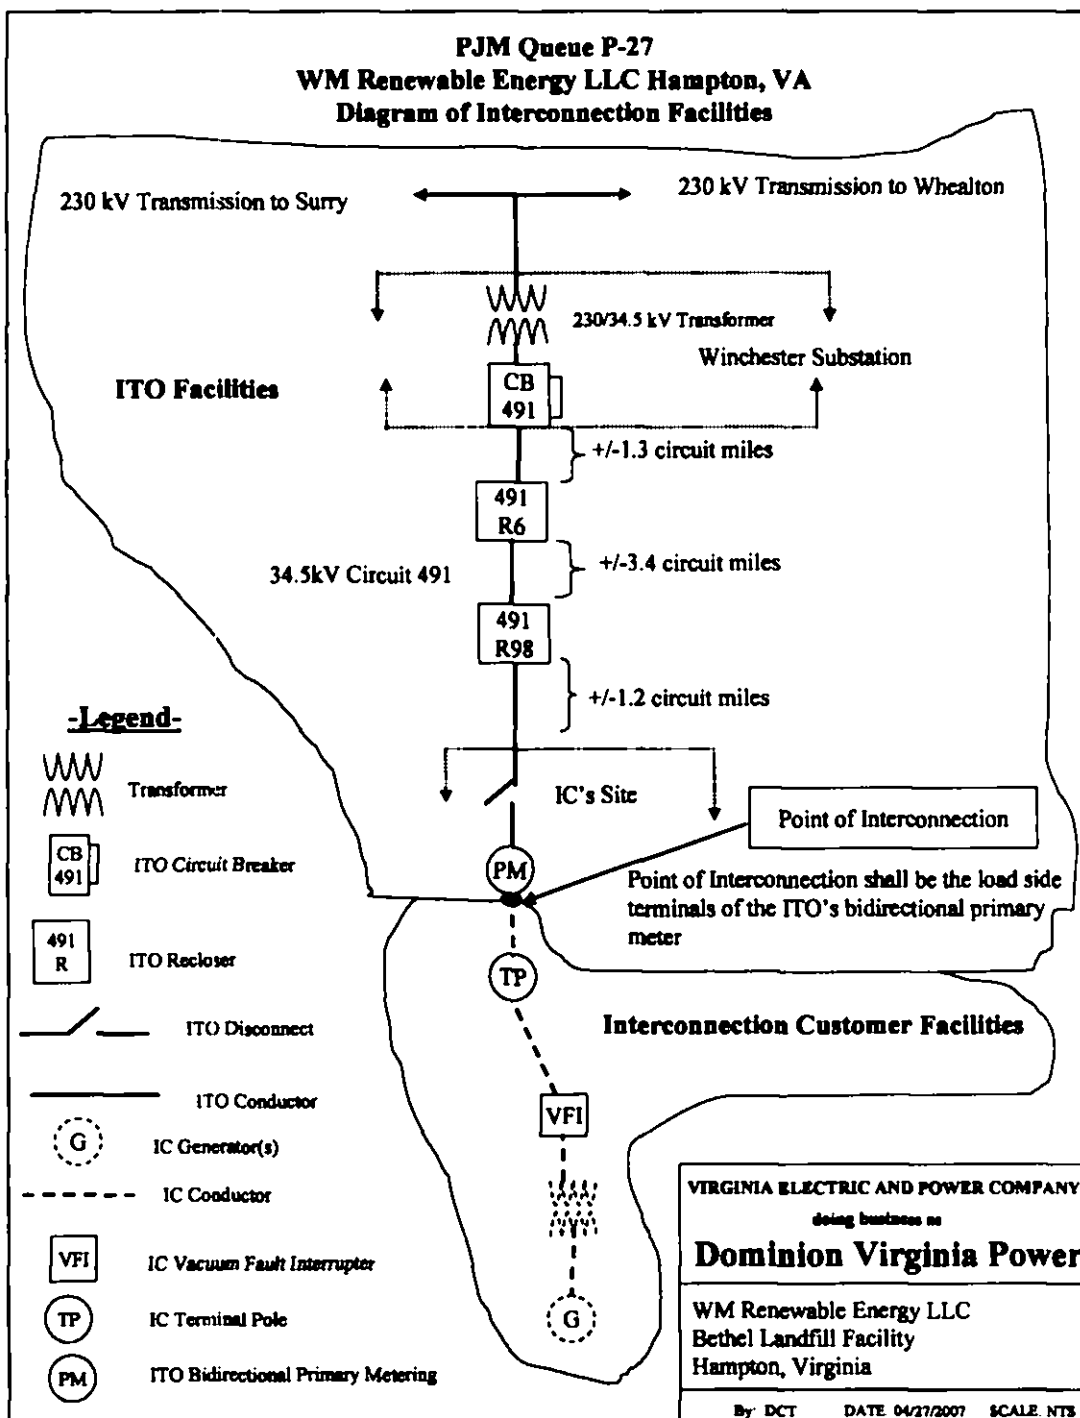 PJM Queue P-27
WM Renewable Energy LLC Hampton, VA
Diagram of Interconnection Facilities
230 kV Transmission to Surry
230 kV Transmission to Whealton
230/34.5 kV Transformer
Winchester Substation
ITO Facilities
CB
491
+/-1.3 circuit miles
491
R6
+/-3.4 circuit miles
34.5kV Circuit 491
491
R98
+/-1.2 circuit miles
-Legend-
Transformer
CB
491
ITO Circuit Breaker
491
R
ITO Recloser
ITO Disconnect
ITO Conductor
G
IC Generator(s)
IC Conductor
VFI
IC Vacuum Fault Interrupter
TP
IC Terminal Pole
PM
ITO Bidirectional Primary Metering
IC's Site
Point of Interconnection
PM
Point of Interconnection shall be the load side
terminals of the ITO's bidirectional primary
meter
TP
Interconnection Customer Facilities
VFI
G
VIRGINIA ELECTRIC AND POWER COMPANY
doing business as
Dominion Virginia Power
WM Renewable Energy LLC
Bethel Landfill Facility
Hampton, Virginia
By: DCT DATE 04/27/2007 SCALE. NTS